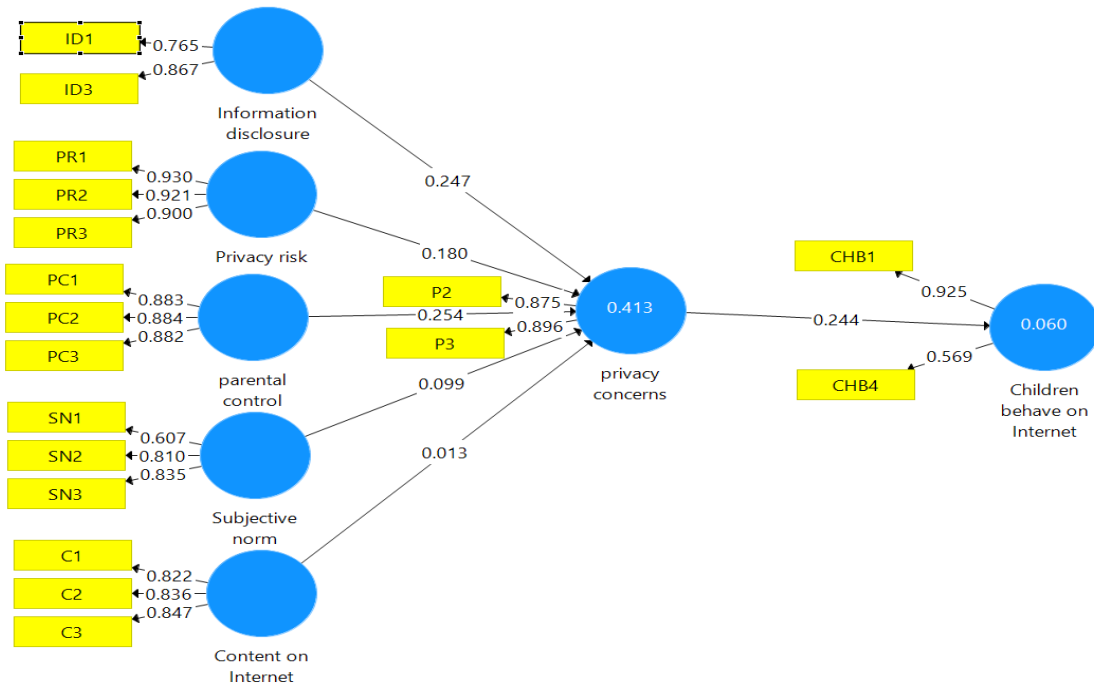 ID1
0.765
0.867
ID3
Information
disclosure
PR1
0.930
PR2
0.921
0.900
PR3
Privacy risk
PC1
0.883
PC2
0.884
0.882
PC3
parental
control
SN1
0.607
SN2
0.810
0.835
SN3
Subjective
norm
C1
0.822
C2
0.836
0.847
C3
Content on
Internet
0.247
0.180
P2
0.875
0.254
0.896
P3
0.099
0.013
0.413
privacy
concerns
0.244
CHB1
0.925
0.569
CHB4
0.060
Children
behave on
Internet